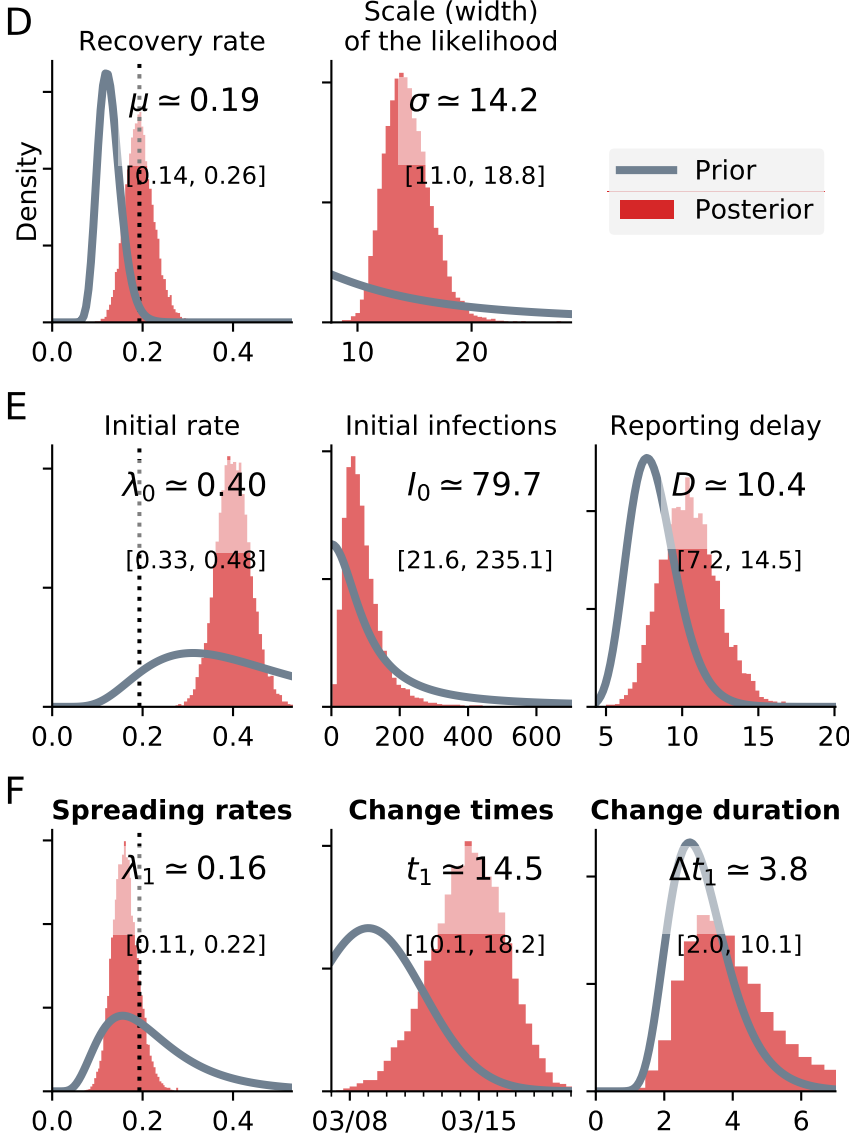 D
Recovery rate
Scale (width)
of the likelihood
Density
μ ≃ 0.19
[0.14, 0.26]
0.0 0.2 0.4
σ ≃ 14.2
[11.0, 18.8]
10 20
Prior
Posterior
E
Initial rate
λ0 ≃ 0.40
[0.33, 0.48]
0.0 0.2 0.4
Initial infections
I0 ≃ 79.7
[21.6, 235.1]
0 200 400 600
Reporting delay
D ≃ 10.4
[7.2, 14.5]
5 10 15 20
F
Spreading rates
λ1 ≃ 0.16
[0.11, 0.22]
0.0 0.2 0.4
Change times
t1 ≃ 14.5
[10.1, 18.2]
03/08 03/15
Change duration
Δt1 ≃ 3.8
[2.0, 10.1]
0 2 4 6